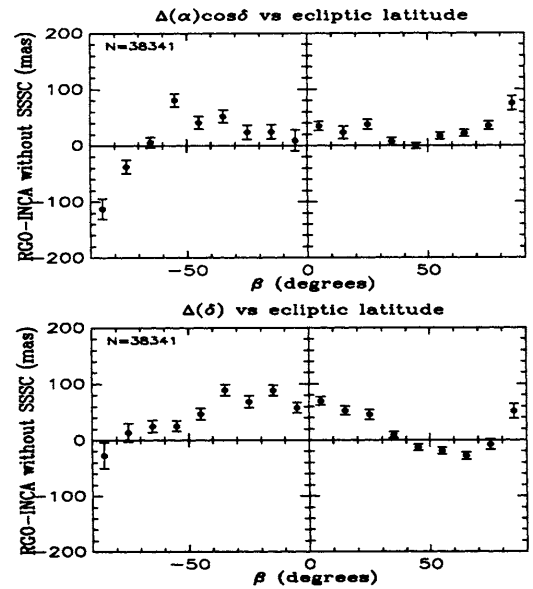 Δ(α)cosδ vs ecliptic latitude
RGO-INCA without SSSC (mas)
N=38341
200
100
0
-100
-200
-50
0
50
β (degrees)
Δ(δ) vs ecliptic latitude
RGO-INCA without SSSC (mas)
N=38341
200
100
0
-100
-200
-50
0
50
β (degrees)